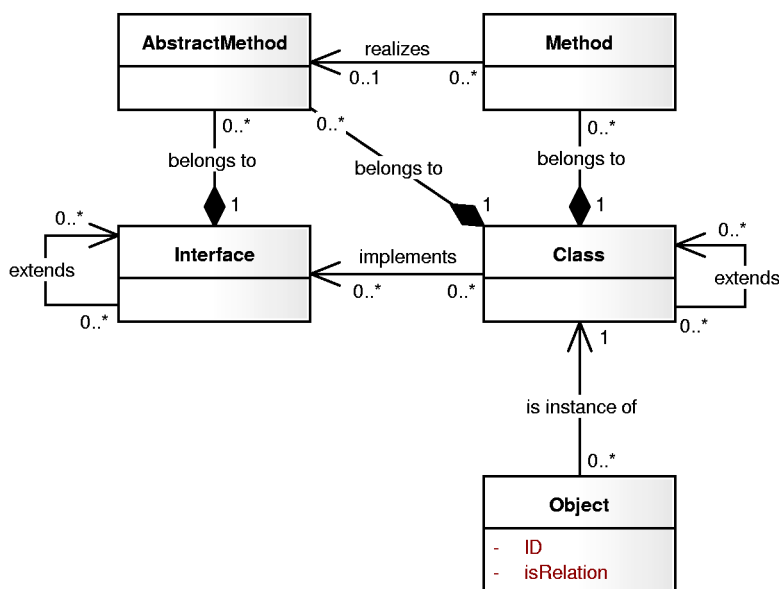 AbstractMethod
realizes
Method
0..1
0..*
0..*
0..*
0..*
belongs to
belongs to
belongs to
0..*
1
1
1
0..*
Interface
implements
Class
extends
extends
0..*
0..*
0..*
0..*
1
is instance of
0..*
Object
- ID
- isRelation